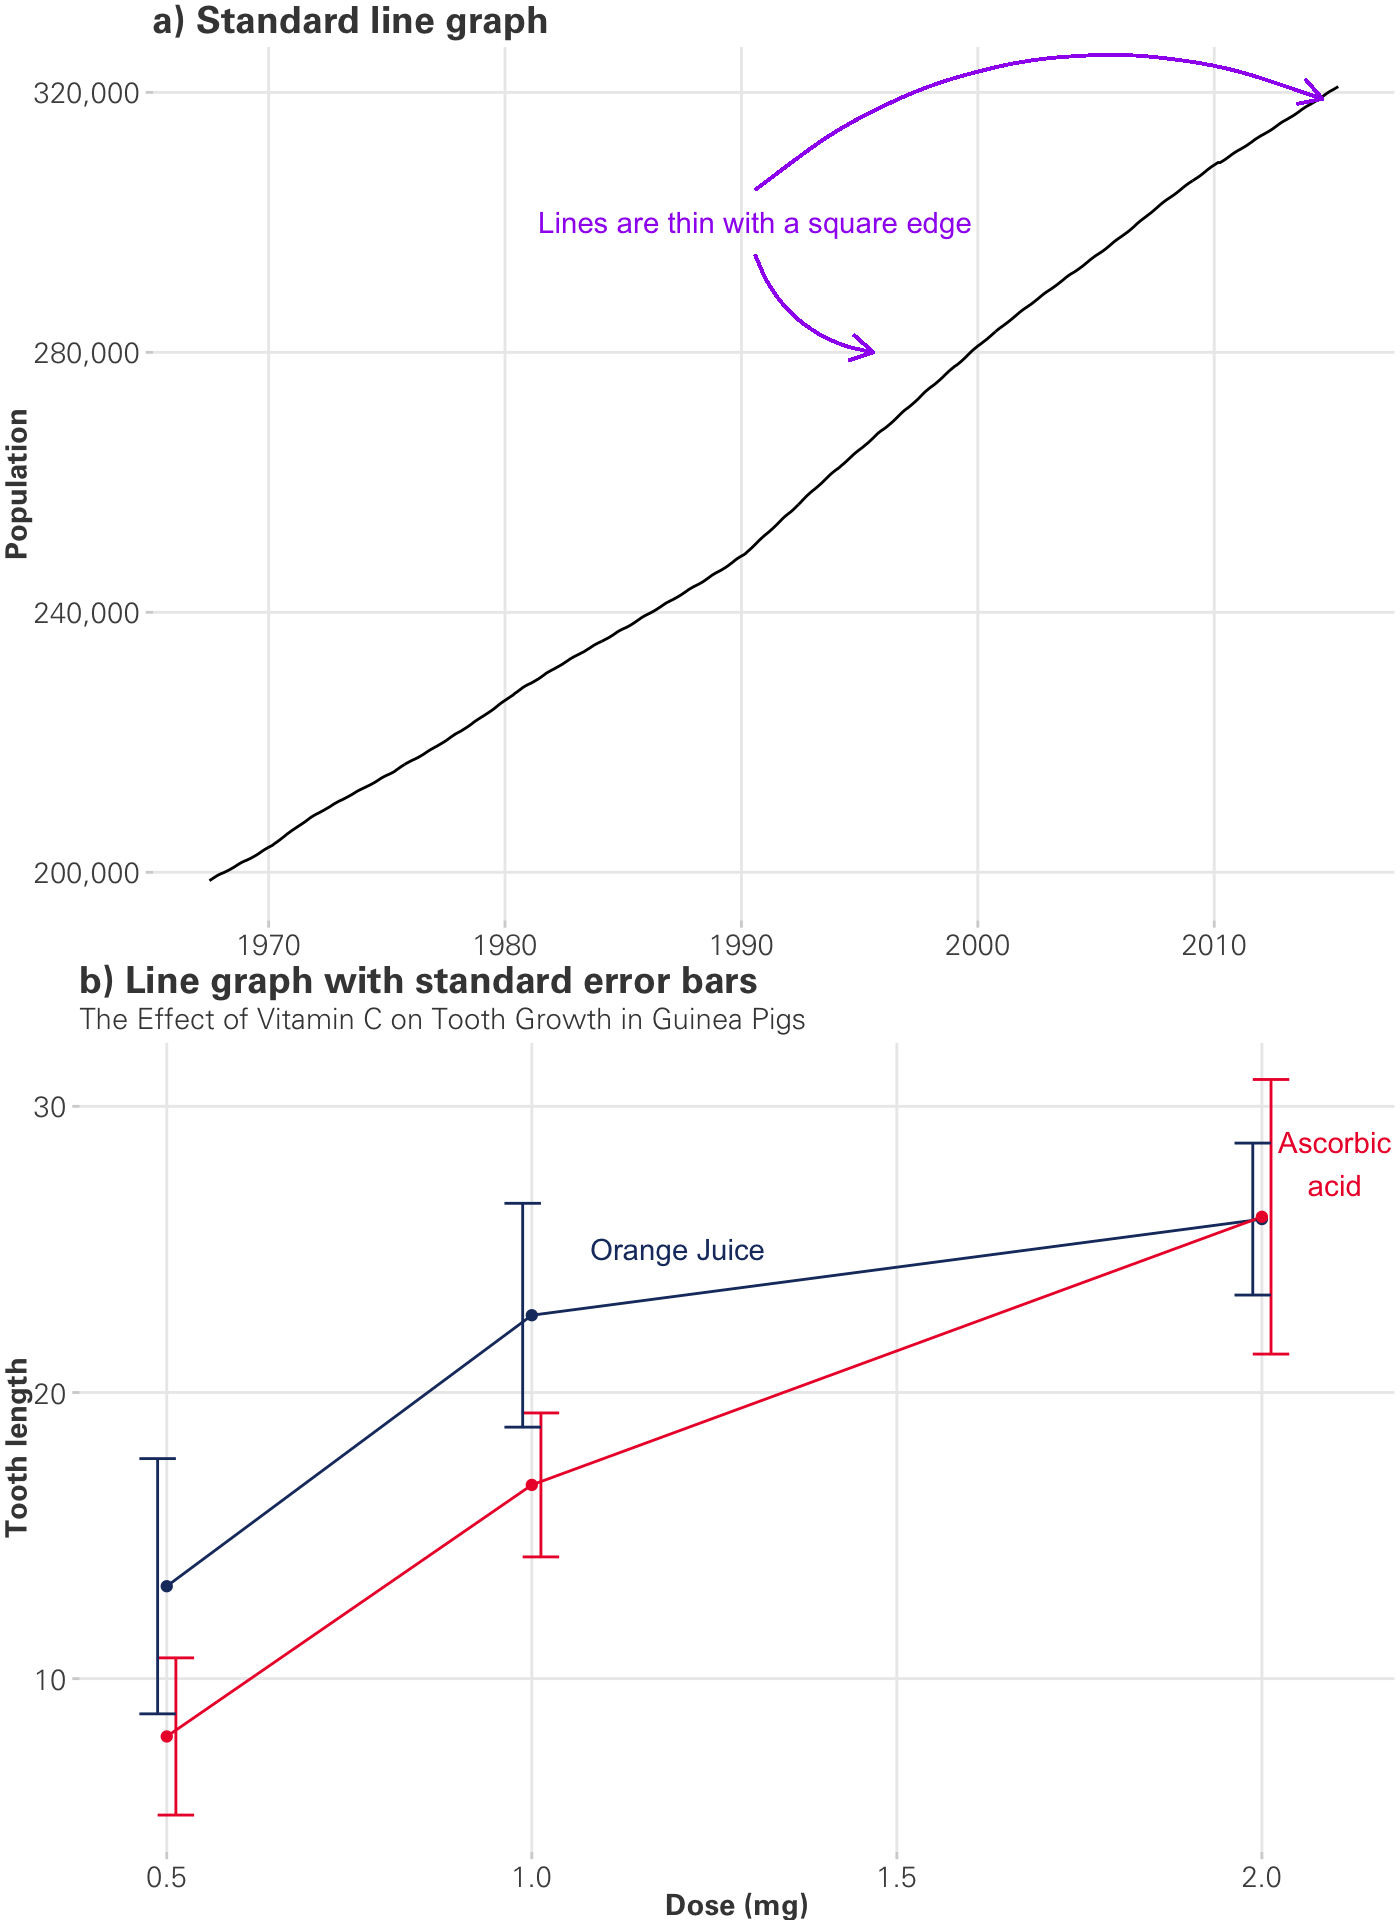 a) Standard line graph
320,000
Lines are thin with a square edge
280,000
Population
240,000
200,000
1970 1980 1990 2000 2010
b) Line graph with standard error bars
The Effect of Vitamin C on Tooth Growth in Guinea Pigs
30
Ascorbic
acid
Orange Juice
Tooth length
20
10
0.5 1.0 1.5 2.0
Dose (mg)